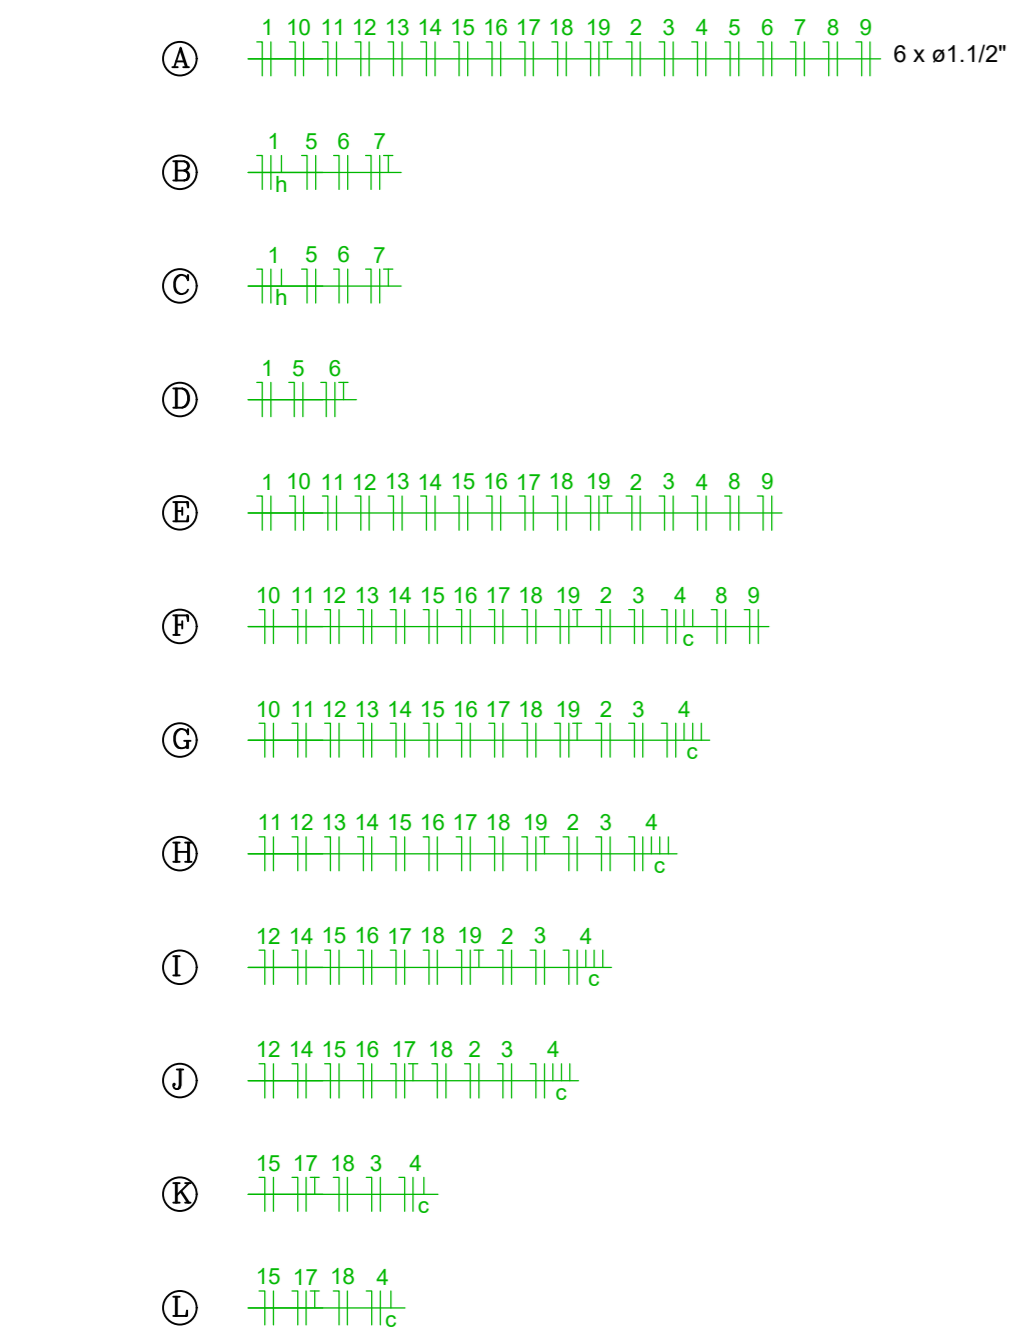 A 1 10 11 12 13 14 15 16 17 18 19 2 3 4 5 6 7 8 9 6 x ø1.1/2"
B 1 5 6 7
h
C 1 5 6 7
h
D 1 5 6
E 1 10 11 12 13 14 15 16 17 18 19 2 3 4 8 9
F 10 11 12 13 14 15 16 17 18 19 2 3 4 8 9
c
G 10 11 12 13 14 15 16 17 18 19 2 3 4
c
H 11 12 13 14 15 16 17 18 19 2 3 4
c
I 12 14 15 16 17 18 19 2 3 4
c
J 12 14 15 16 17 18 2 3 4
c
K 15 17 18 3 4
c
L 15 17 18 4
c